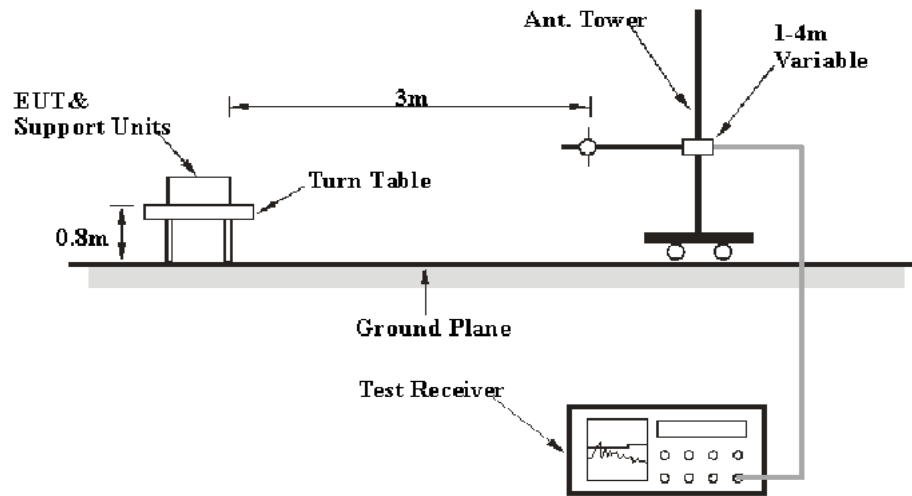 Ant. Tower
1-4m
Variable
EUT&
Support Units
3m
Turn Table
0.8m
Ground Plane
Test Receiver